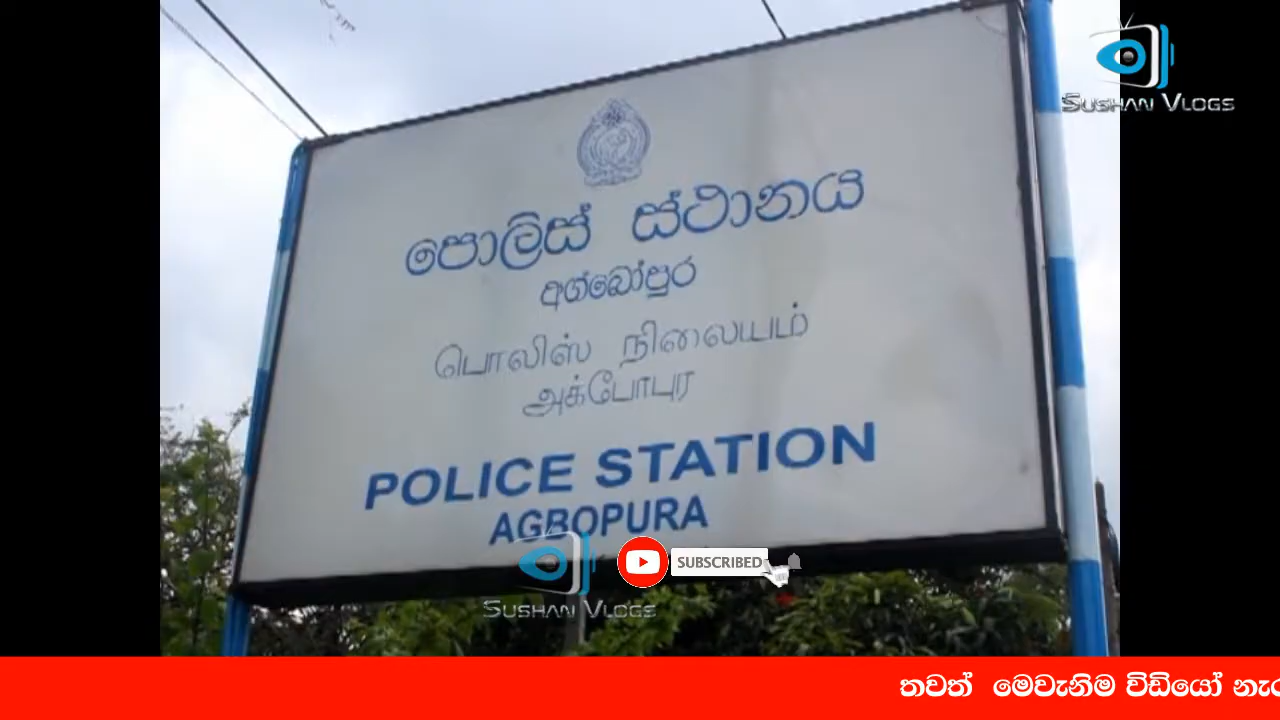 SUSHAN VLOGS
පොලිස් ස්ථානය
අග්බෝපුර
பொலிஸ் நிலையம்
அக்போபுர
POLICE STATION
AGBOPURA
SUBSCRIBED
SUSHAN VLOGS
තවත් මෙවැනිම විඩියෝ